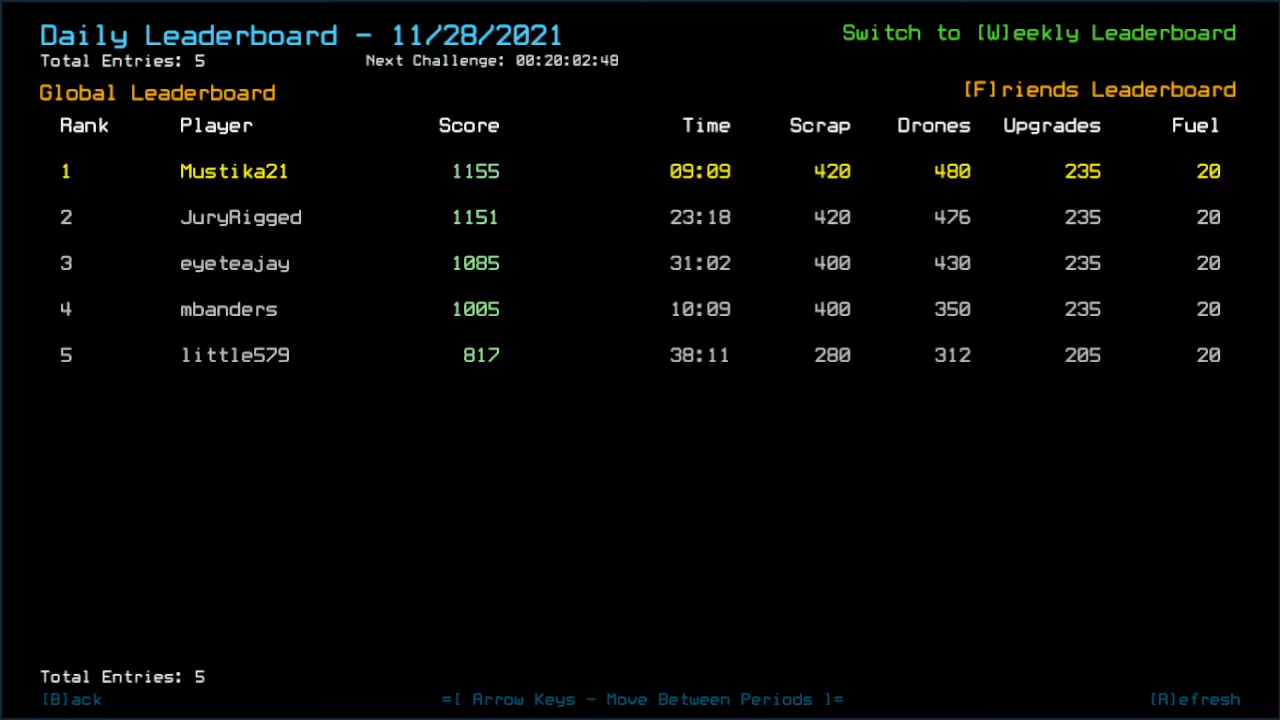 Daily Leaderboard - 11/28/2021 Switch to [W]eekly Leaderboard
Total Entries: 5 Next Challenge: 00:20:02:48
Global Leaderboard [F]riends Leaderboard
Rank Player Score Time Scrap Drones Upgrades Fuel
1 Mustika21 1155 09:09 420 480 235 20
2 JuryRigged 1151 23:18 420 476 235 20
3 eyeteajay 1085 31:02 400 430 235 20
4 mbanders 1005 10:09 400 350 235 20
5 little579 817 38:11 280 312 205 20
Total Entries: 5
[B]ack =[ Arrow Keys - Move Between Periods ]= [R]efresh